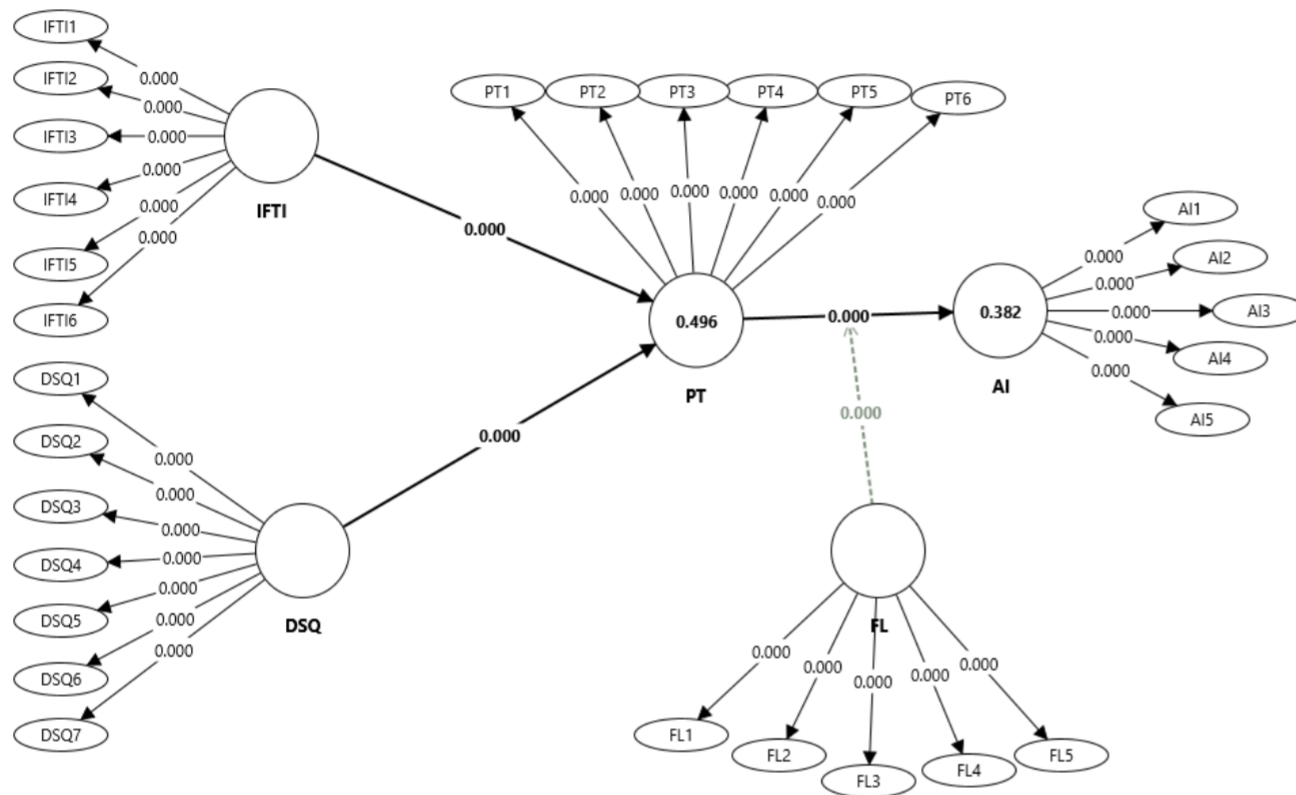 IFTI1
0.000
IFTI2
0.000
IFTI3
0.000
IFTI4
0.000
IFTI5
0.000
IFTI6
0.000
IFTI
0.000
DSQ1
0.000
DSQ2
0.000
DSQ3
0.000
DSQ4
0.000
DSQ5
0.000
DSQ6
0.000
DSQ7
0.000
DSQ
0.000
PT1 PT2 PT3 PT4 PT5 PT6
0.000 0.000 0.000 0.000 0.000 0.000
0.496
PT
0.000
0.382
AI
AI1
0.000
AI2
0.000
AI3
0.000
AI4
0.000
AI5
0.000
0.000
FL
0.000 0.000 0.000 0.000 0.000
FL1 FL2 FL3 FL4 FL5